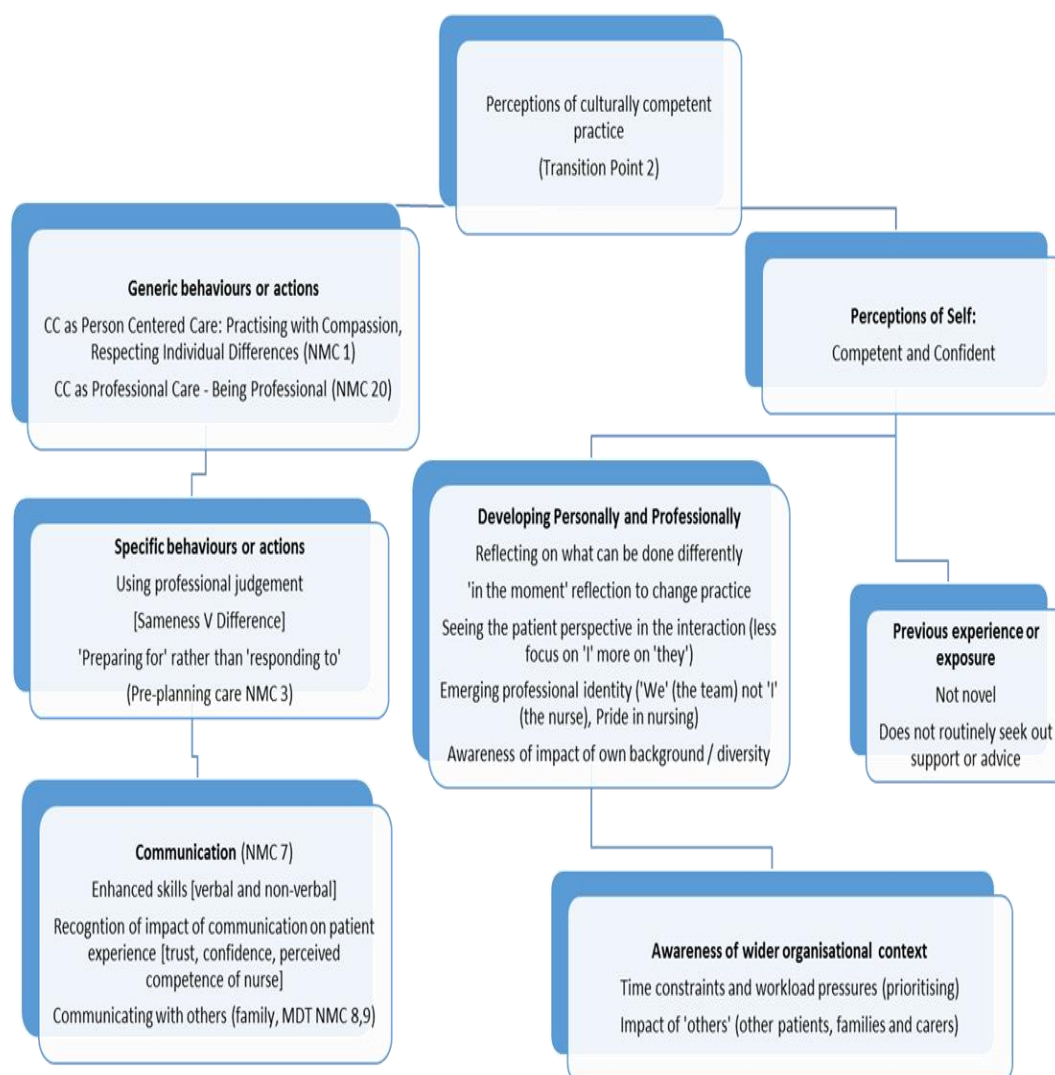 Perceptions of culturally competent
practice
(Transition Point 2)
Generic behaviours or actions
CC as Person Centered Care: Practising with Compassion,
Respecting Individual Differences (NMC 1)
CC as Professional Care - Being Professional (NMC 20)
Perceptions of Self:
Competent and Confident
Specific behaviours or actions
Using professional judgement
[Sameness V Difference]
'Preparing for' rather than 'responding to'
(Pre-planning care NMC 3)
Developing Personally and Professionally
Reflecting on what can be done differently
'in the moment' reflection to change practice
Seeing the patient perspective in the interaction (less
focus on 'I' more on 'they')
Emerging professional identity ('We' (the team) not 'I'
(the nurse), Pride in nursing)
Awareness of impact of own background / diversity
Previous experience or
exposure
Not novel
Does not routinely seek out
support or advice
Communication (NMC 7)
Enhanced skills [verbal and non-verbal]
Recogntion of impact of communication on patient
experience [trust, confidence, perceived
competence of nurse]
Communicating with others (family, MDT NMC 8,9)
Awareness of wider organisational context
Time constraints and workload pressures (prioritising)
Impact of 'others' (other patients, families and carers)